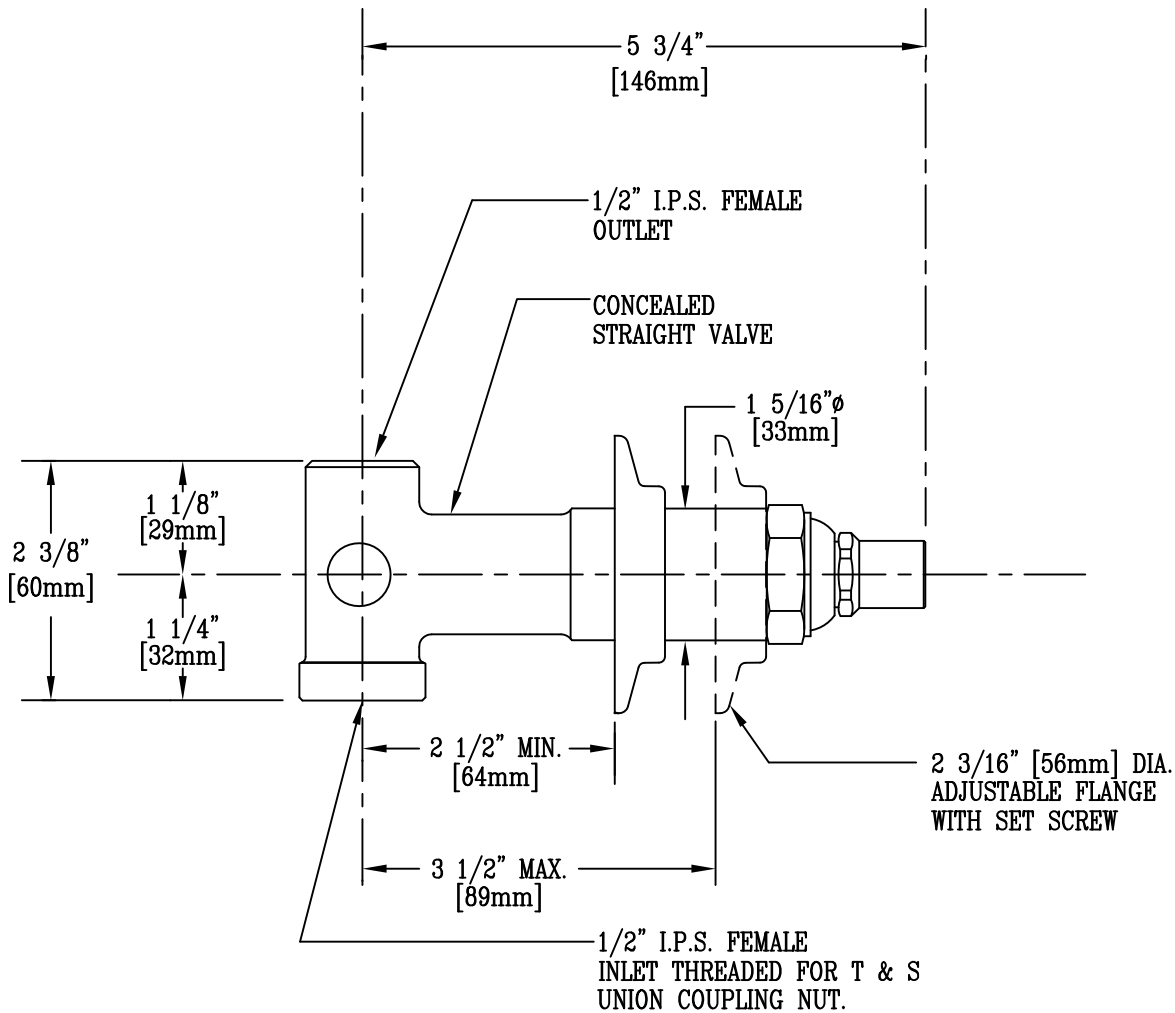 5 3/4"
[146mm]
1/2" I.P.S. FEMALE
OUTLET
CONCEALED
STRAIGHT VALVE
1 5/16"ø
[33mm]
1 1/8"
[29mm]
2 3/8"
[60mm]
1 1/4"
[32mm]
2 1/2" MIN.
[64mm]
2 3/16" [56mm] DIA.
ADJUSTABLE FLANGE
WITH SET SCREW
3 1/2" MAX.
[89mm]
1/2" I.P.S. FEMALE
INLET THREADED FOR T & S
UNION COUPLING NUT.